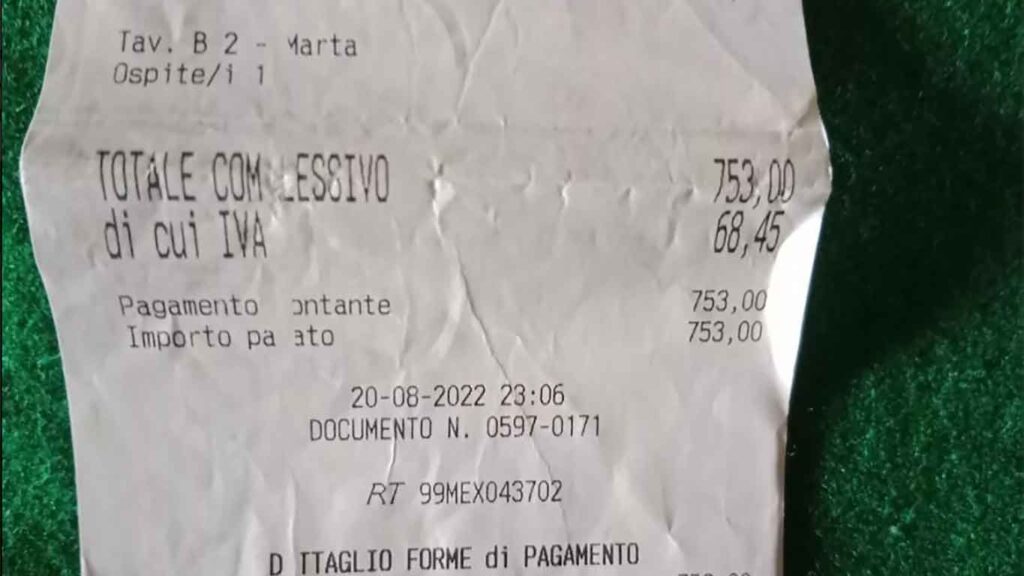 Tav. B 2 - Marta
Ospite/i 1
TOTALE COM LESSIVO 753,00
di cui IVA 68,45
Pagamento ontante 753,00
Importo pa ato 753,00
20-08-2022 23:06
DOCUMENTO N. 0597-0171
RT 99MEX043702
D TTAGLIO FORME di PAGAMENTO